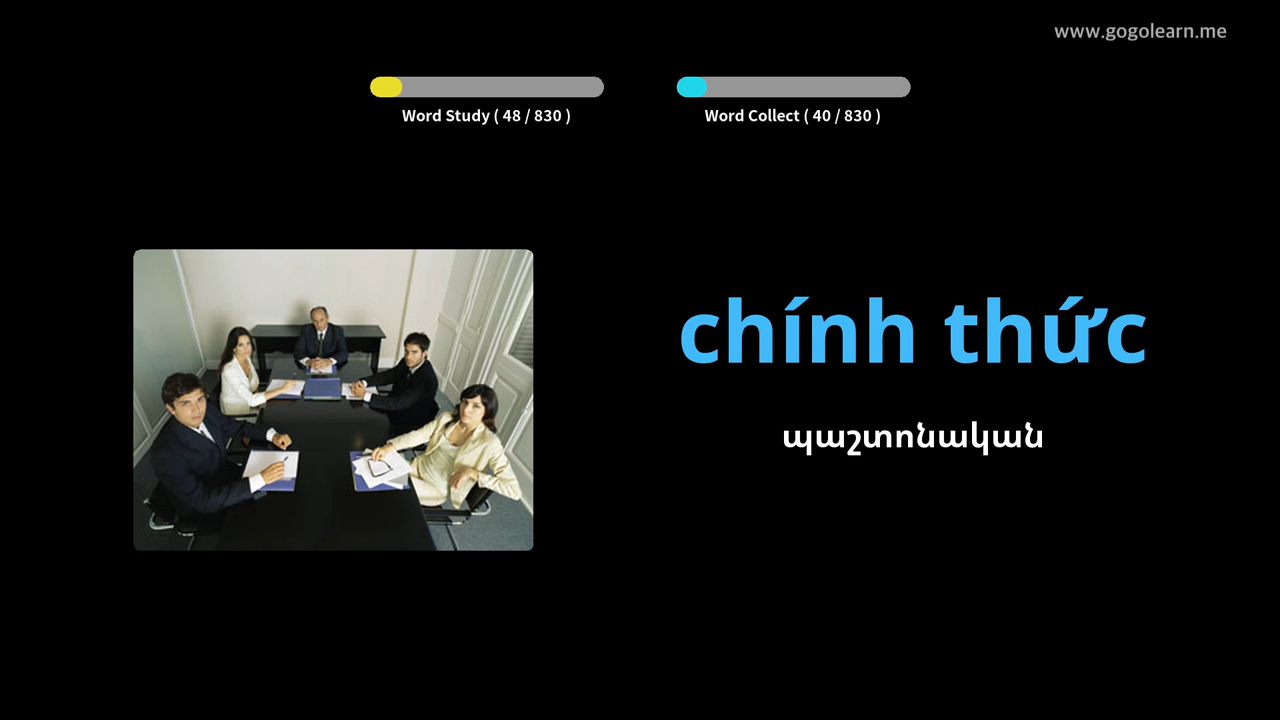 www.gogolearn.me
Word Study ( 48 / 830 )
Word Collect ( 40 / 830 )
chính thức
պաշտոնական